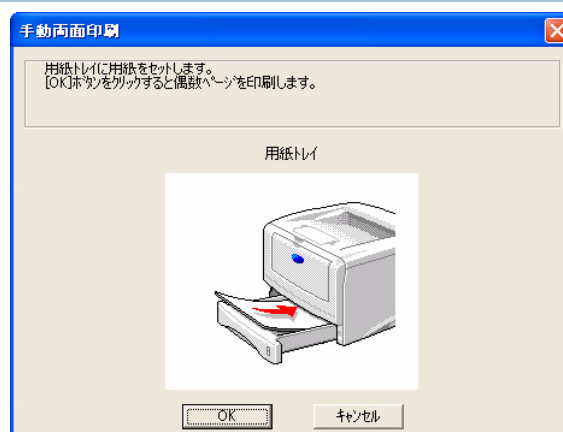 手動両面印刷
用紙トレイに用紙をセットします。
[OK]ボタンをクリックすると偶数ページを印刷します。
用紙トレイ
OK
キャンセル